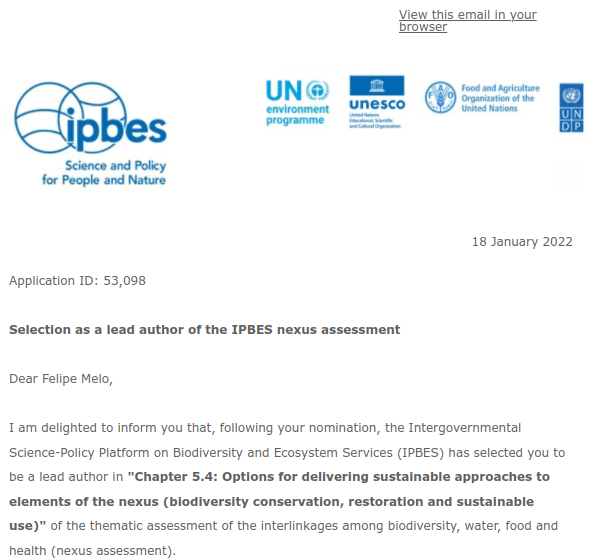 View this email in your
browser
ipbes
Science and Policy
for People and Nature
UN
environment
programme
unesco
United Nations
Educational, Scientific
and Cultural Organization
Food and Agriculture
Organization of the
United Nations
U N
D P
18 January 2022
Application ID: 53,098
Selection as a lead author of the IPBES nexus assessment
Dear Felipe Melo,
I am delighted to inform you that, following your nomination, the Intergovernmental
Science-Policy Platform on Biodiversity and Ecosystem Services (IPBES) has selected you to
be a lead author in "Chapter 5.4: Options for delivering sustainable approaches to
elements of the nexus (biodiversity conservation, restoration and sustainable
use)" of the thematic assessment of the interlinkages among biodiversity, water, food and
health (nexus assessment).